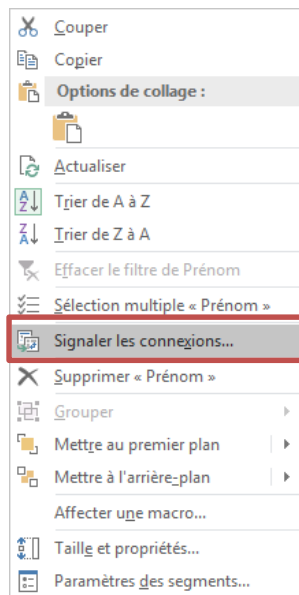 Couper
Copier
Options de collage :
Actualiser
Trier de A à Z
Trier de Z à A
Effacer le filtre de Prénom
Sélection multiple « Prénom »
Signaler les connexions...
Supprimer « Prénom »
Grouper
Mettre au premier plan
Mettre à l'arrière-plan
Affecter une macro...
Taille et propriétés...
Paramètres des segments...